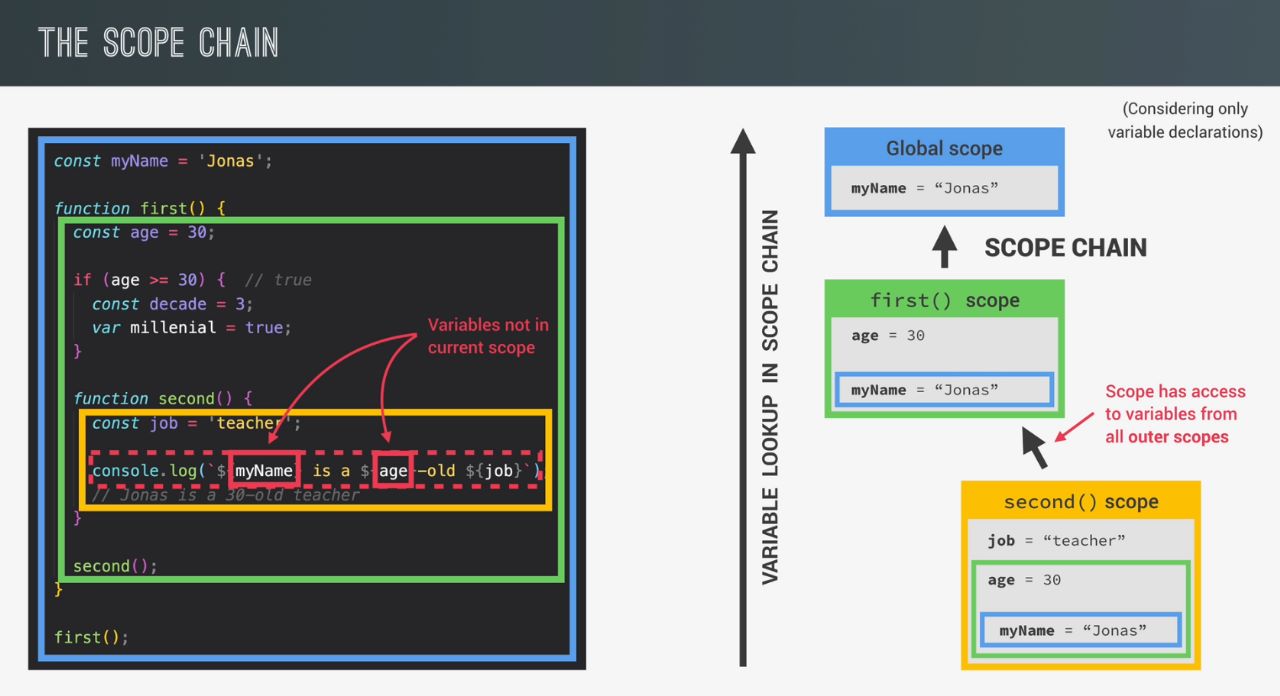 THE SCOPE CHAIN
const myName = 'Jonas';
function first() {
const age = 30;
if (age >= 30) { // true
const decade = 3;
var millenial = true;
}
function second() {
const job = 'teacher';
console.log(`${myName} is a ${age}-old ${job}`)
// Jonas is a 30-old teacher
}
second();
}
first();
Variables not in
current scope
VARIABLE LOOKUP IN SCOPE CHAIN
(Considering only
variable declarations)
Global scope
myName = “Jonas”
SCOPE CHAIN
first() scope
age = 30
myName = “Jonas”
Scope has access
to variables from
all outer scopes
second() scope
job = “teacher”
age = 30
myName = “Jonas”